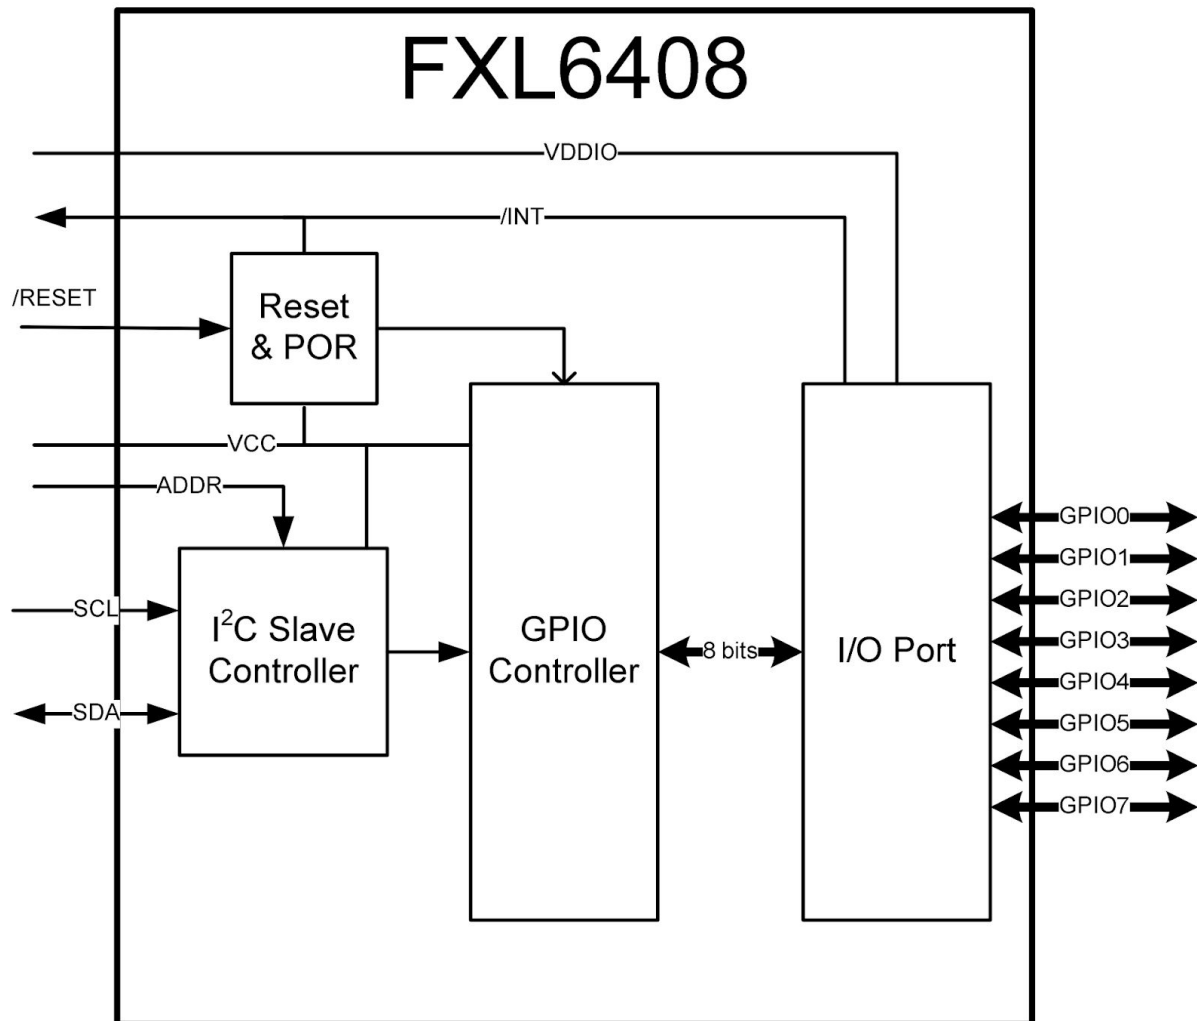 FXL6408
VDDIO
/INT
/RESET
Reset
& POR
VCC
ADDR
SCL
I²C Slave
Controller
SDA
GPIO
Controller
8 bits
I/O Port
GPIO0
GPIO1
GPIO2
GPIO3
GPIO4
GPIO5
GPIO6
GPIO7